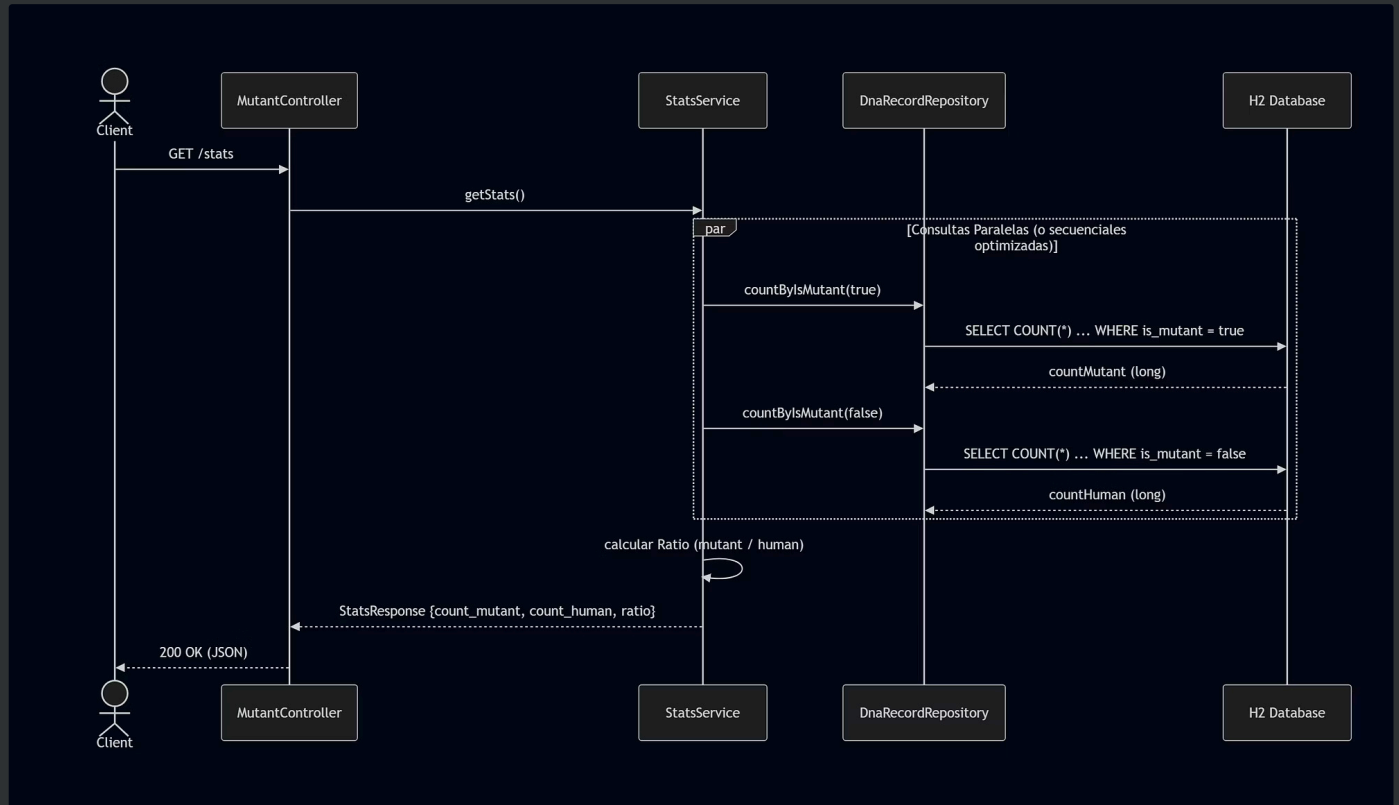 Client
MutantController
StatsService
DnaRecordRepository
H2 Database
GET /stats
getStats()
par
[Consultas Paralelas (o secuenciales
optimizadas)]
countByIsMutant(true)
SELECT COUNT(*) ... WHERE is_mutant = true
countMutant (long)
countByIsMutant(false)
SELECT COUNT(*) ... WHERE is_mutant = false
countHuman (long)
calcular Ratio (mutant / human)
StatsResponse {count_mutant, count_human, ratio}
200 OK (JSON)
Client
MutantController
StatsService
DnaRecordRepository
H2 Database